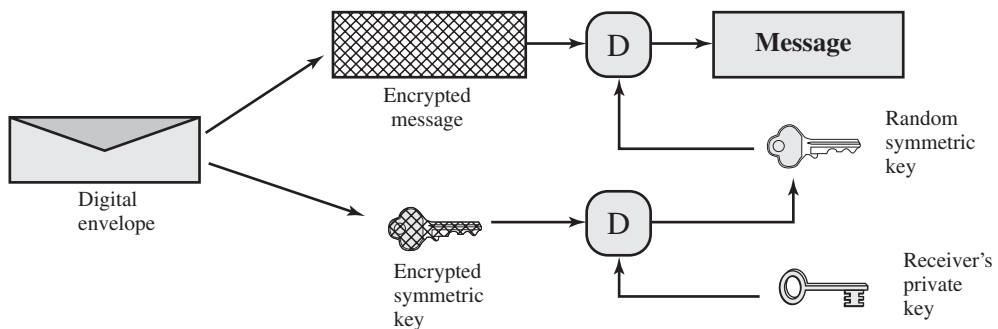 D
Message
Encrypted
message
Random
symmetric
key
Digital
envelope
D
Encrypted
symmetric
key
Receiver's
private
key